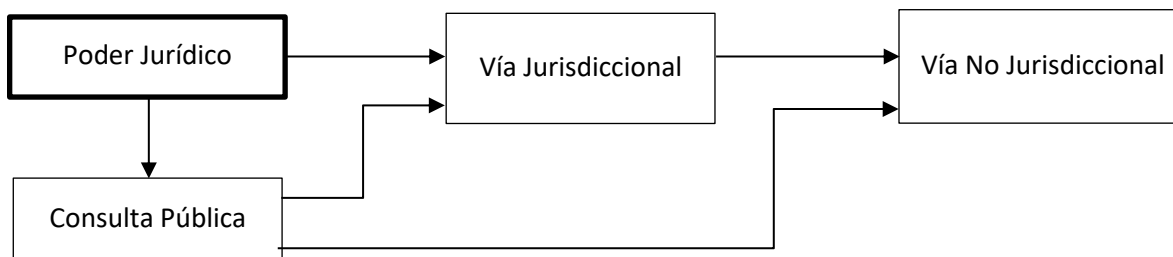 Poder Jurídico
Vía Jurisdiccional
Vía No Jurisdiccional
Consulta Pública